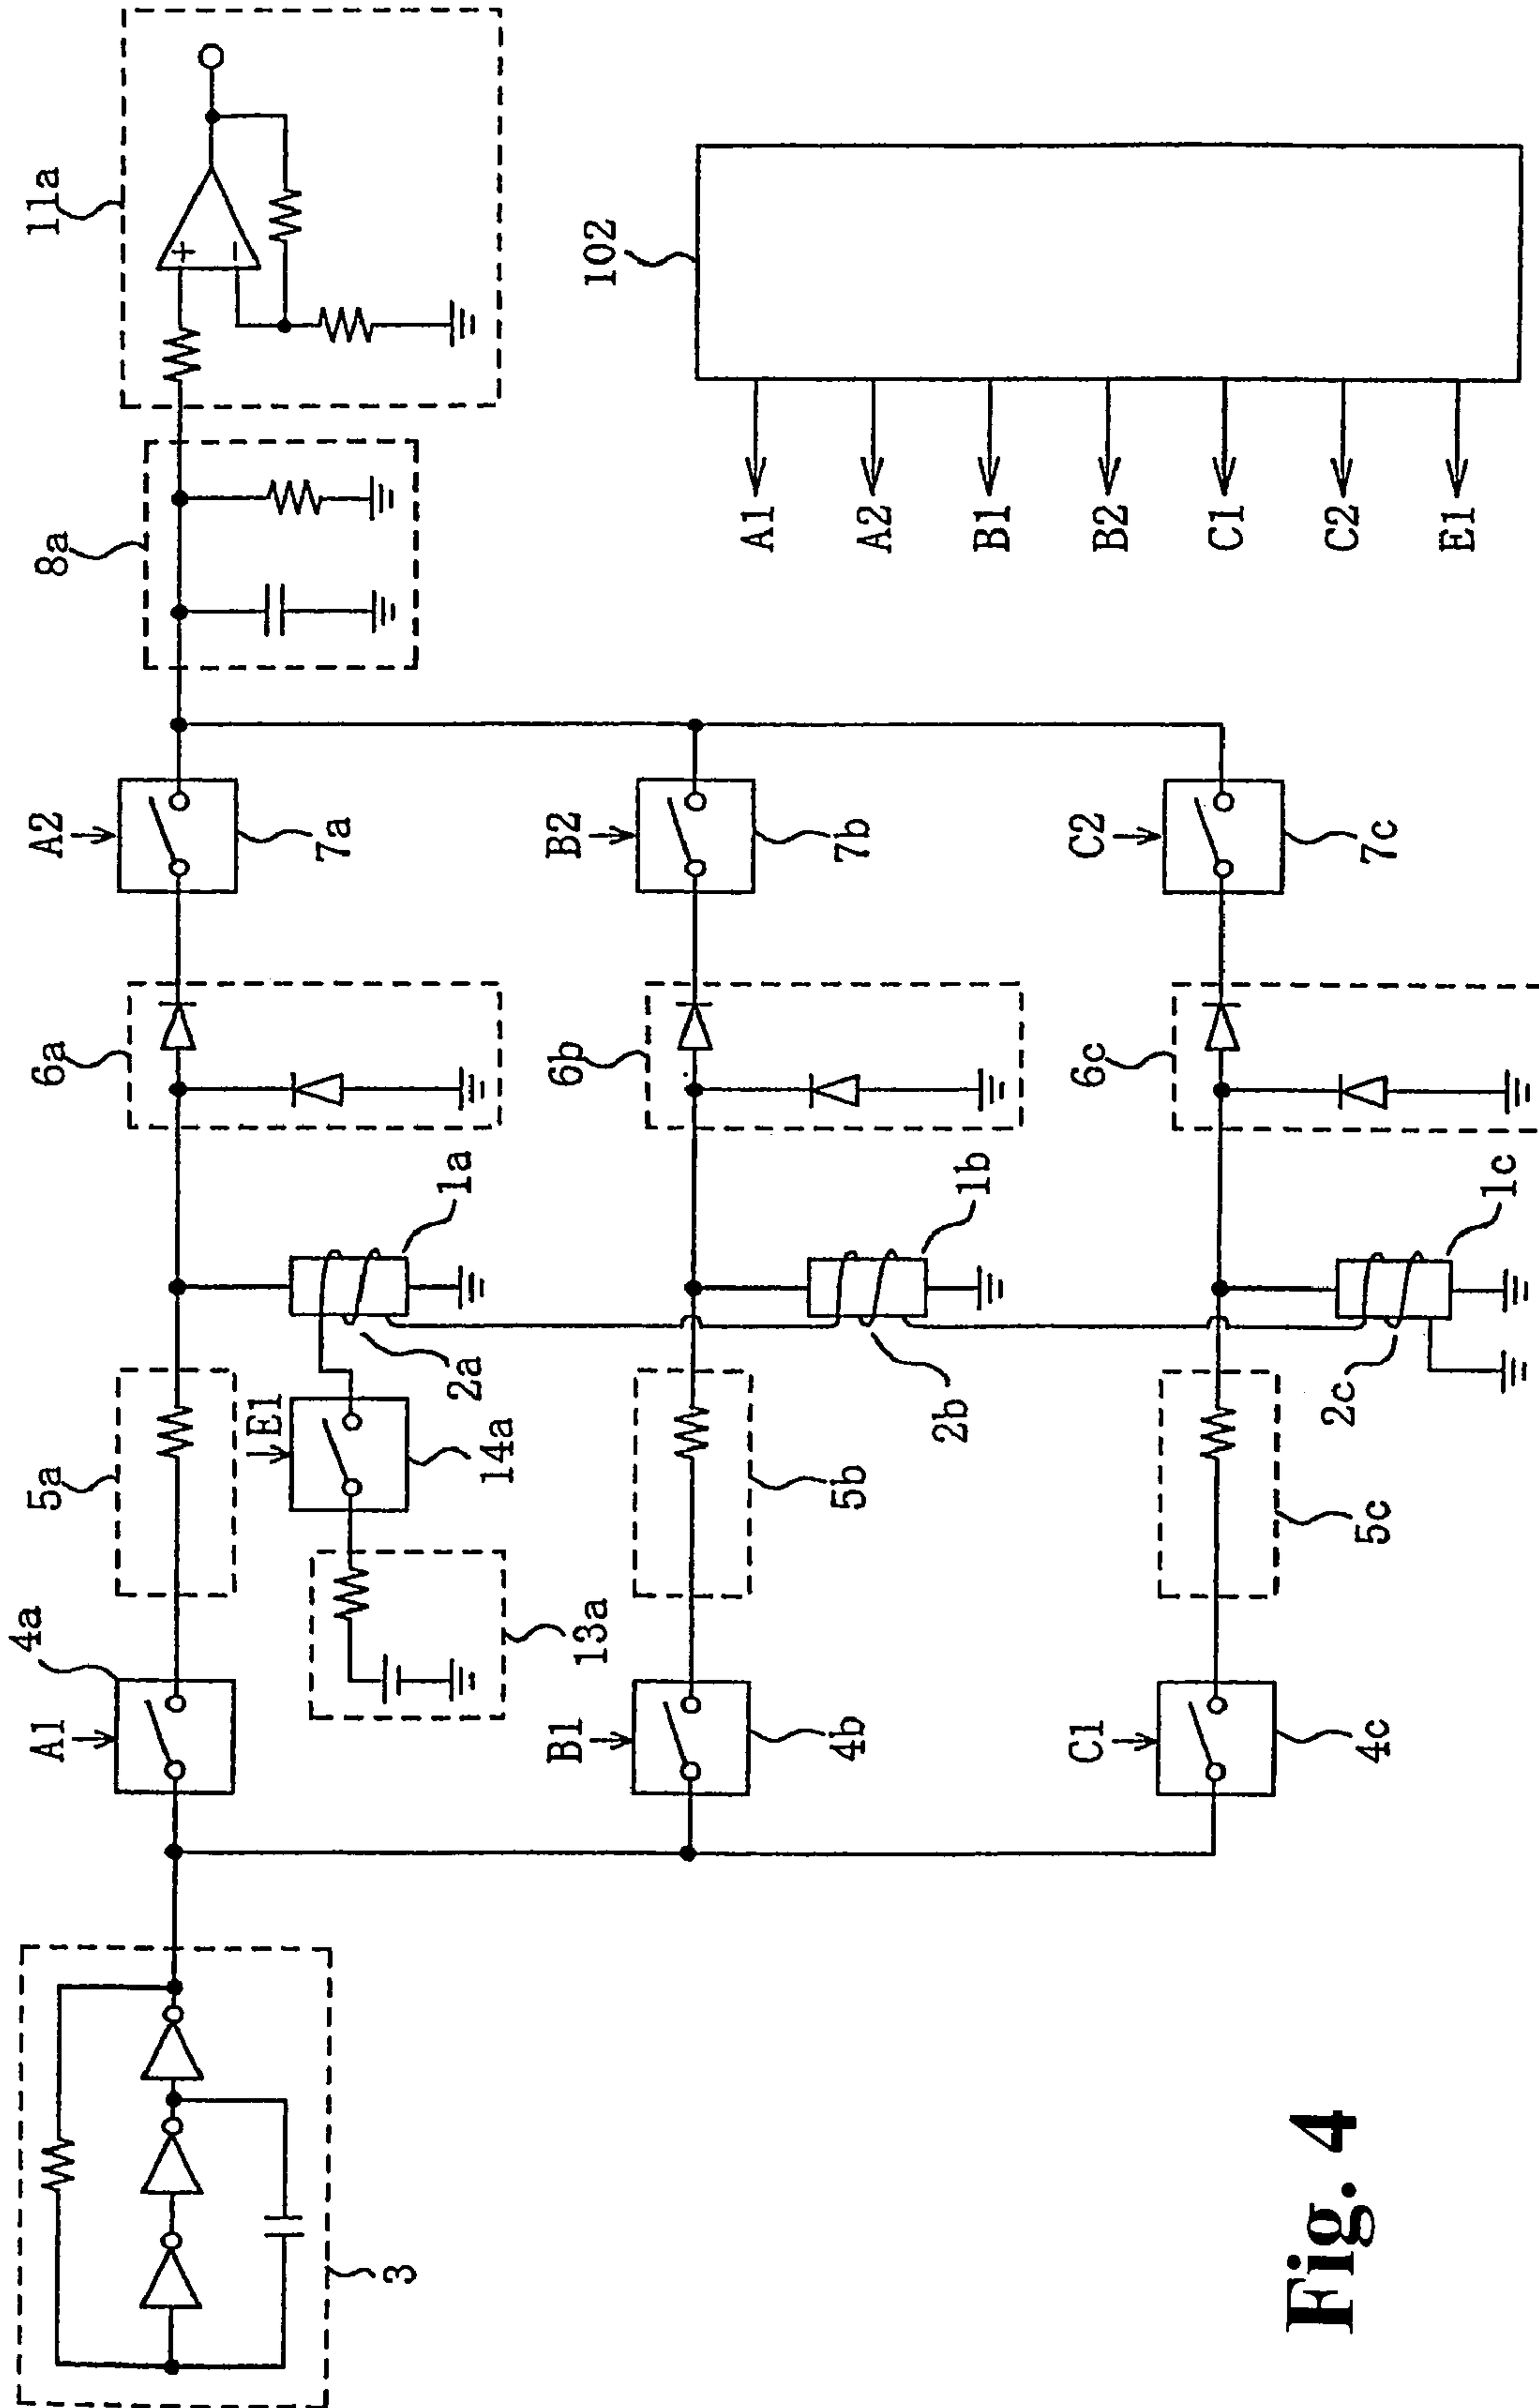 3
A1
4a
5a
E1
14a
13a
2a
1a
6a
A2
7a
8a
11a
B1
4b
5b
2b
1b
6b
B2
7b
C1
4c
5c
2c
1c
6c
C2
7c
102
A1
A2
B1
B2
C1
C2
E1
+
−
Fig. 4